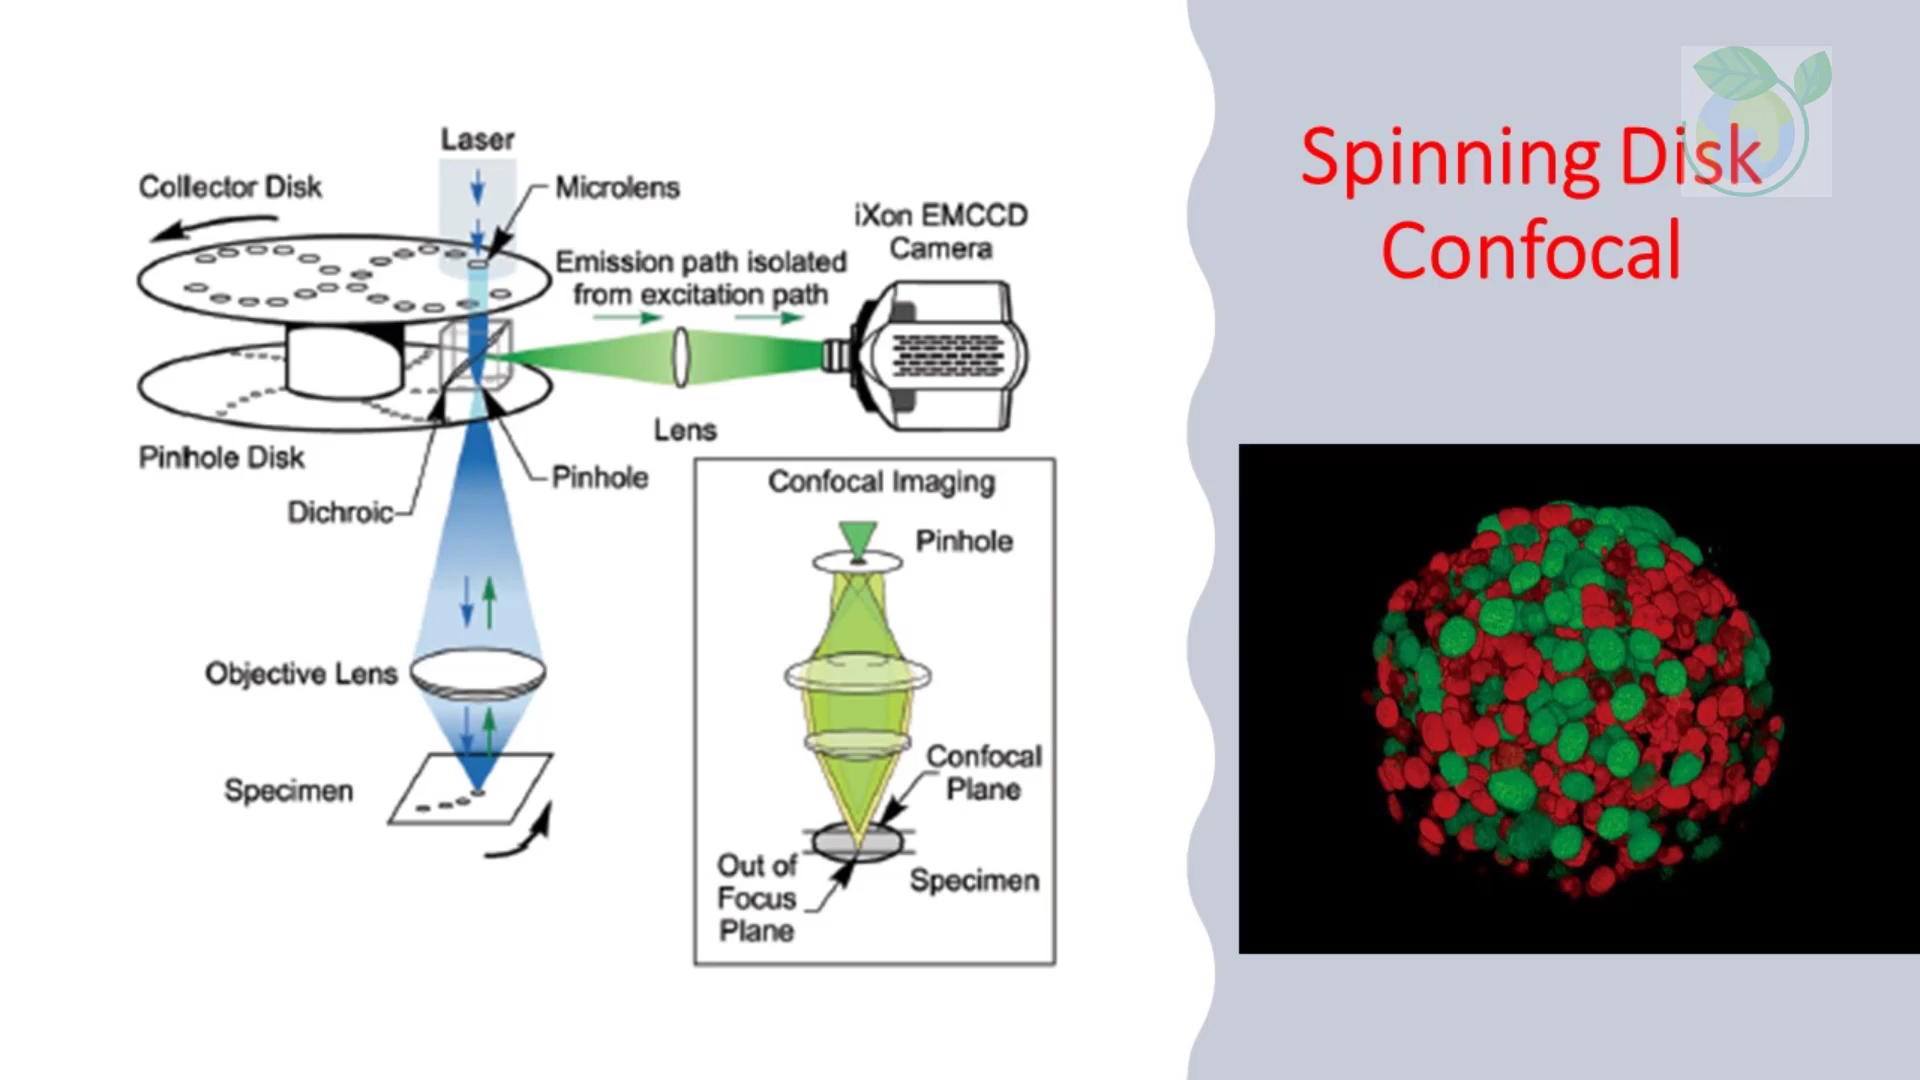 Laser
Collector Disk
Microlens
iXon EMCCD
Camera
Emission path isolated
from excitation path
Lens
Pinhole Disk
Pinhole
Dichroic
Objective Lens
Specimen
Confocal Imaging
Pinhole
Confocal
Plane
Out of
Focus
Plane
Specimen
Spinning Disk
Confocal